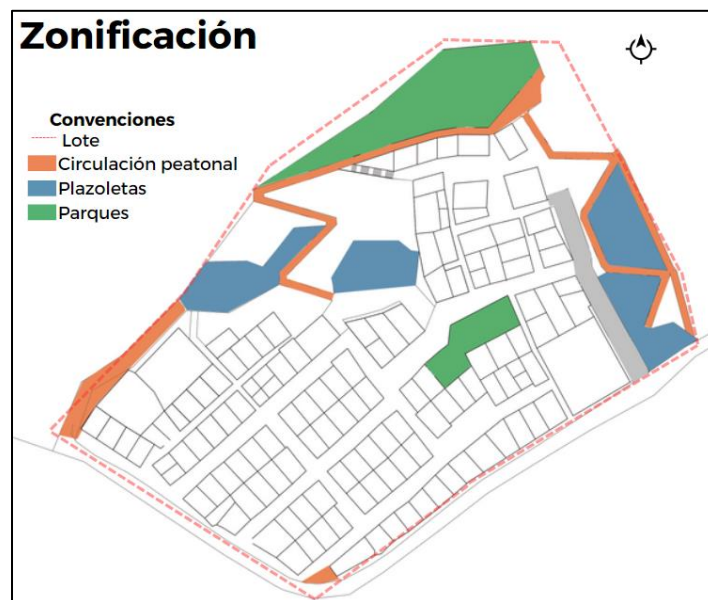 Zonificación
Convenciones
Lote
Circulación peatonal
Plazoletas
Parques